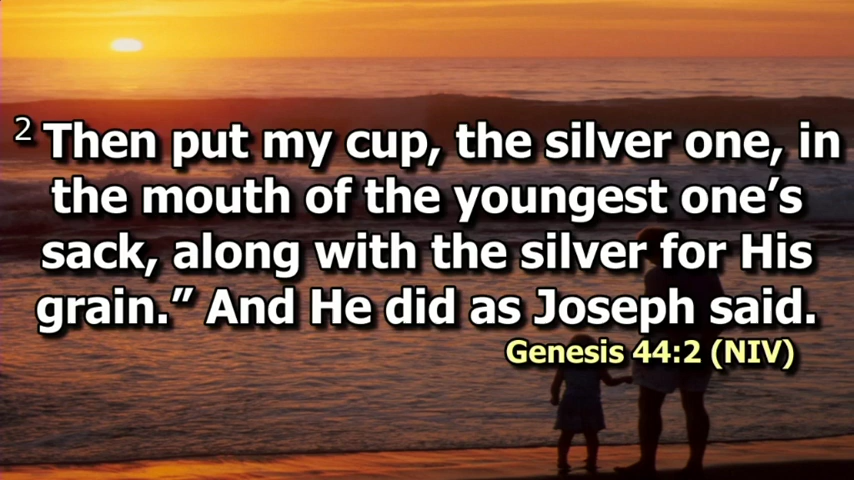 2 Then put my cup, the silver one, in
the mouth of the youngest one’s
sack, along with the silver for His
grain.” And He did as Joseph said.
Genesis 44:2 (NIV)